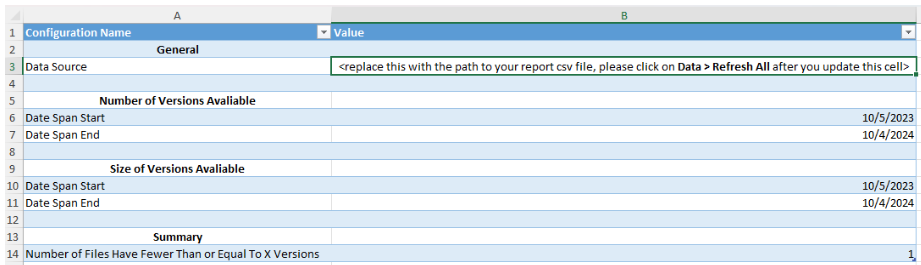 A B
1 Configuration Name Value
2 General
3 Data Source <replace this with the path to your report csv file, please click on Data > Refresh All after you update this cell>
4
5 Number of Versions Avaliable
6 Date Span Start 10/5/2023
7 Date Span End 10/4/2024
8
9 Size of Versions Avaliable
10 Date Span Start 10/5/2023
11 Date Span End 10/4/2024
12
13 Summary
14 Number of Files Have Fewer Than or Equal To X Versions 1